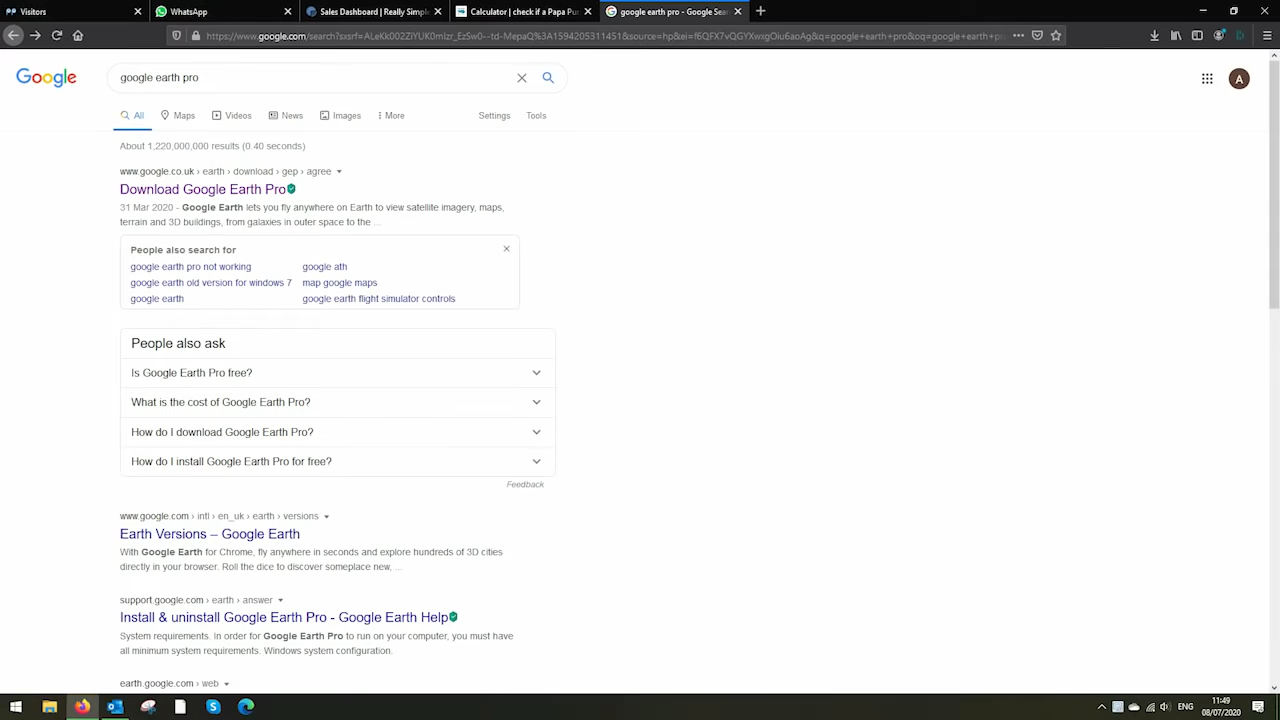 Visitors
WhatsApp
Sales Dashboard | Really Simple
Calculator | check if a Papa Pu
google earth pro - Google Sea
https://www.google.com/search?
Google
google earth pro
A
All
Maps
Videos
News
Images
More
Settings
Tools
About 1,220,000,000 results (0.40 seconds)
www.google.co.uk › earth › download › gep › agree
Download Google Earth Pro
31 Mar 2020 - Google Earth lets you fly anywhere on Earth to view satellite imagery, maps,
terrain and 3D buildings, from galaxies in outer space to the ...
People also search for
google earth pro not working
google ath
google earth old version for windows 7
map google maps
google earth
google earth flight simulator controls
People also ask
Is Google Earth Pro free?
What is the cost of Google Earth Pro?
How do I download Google Earth Pro?
How do I install Google Earth Pro for free?
Feedback
www.google.com › intl › en_uk › earth › versions
Earth Versions – Google Earth
With Google Earth for Chrome, fly anywhere in seconds and explore hundreds of 3D cities
directly in your browser. Roll the dice to discover someplace new, ...
support.google.com › earth › answer
Install & uninstall Google Earth Pro - Google Earth Help
System requirements. In order for Google Earth Pro to run on your computer, you must have
all minimum system requirements. Windows system configuration.
earth.google.com › web
ENG
11:49
08/07/2020